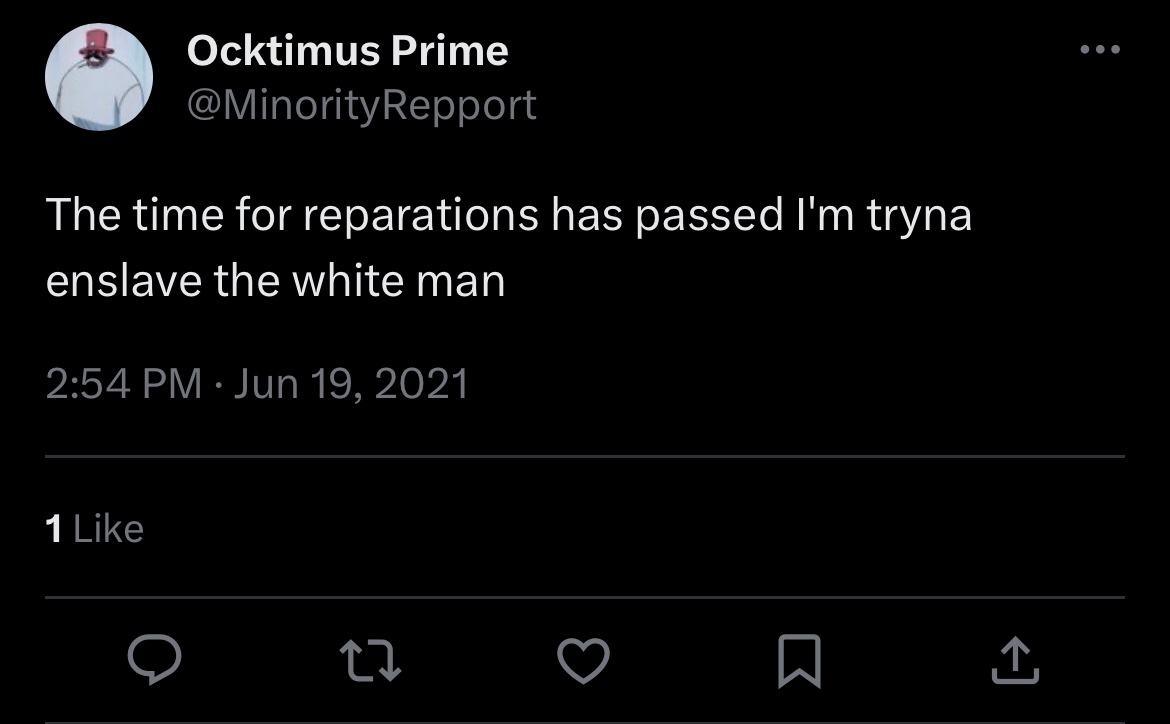 Ocktimus Prime
@MinorityRepport
The time for reparations has passed I'm tryna
enslave the white man
2:54 PM · Jun 19, 2021
1 Like